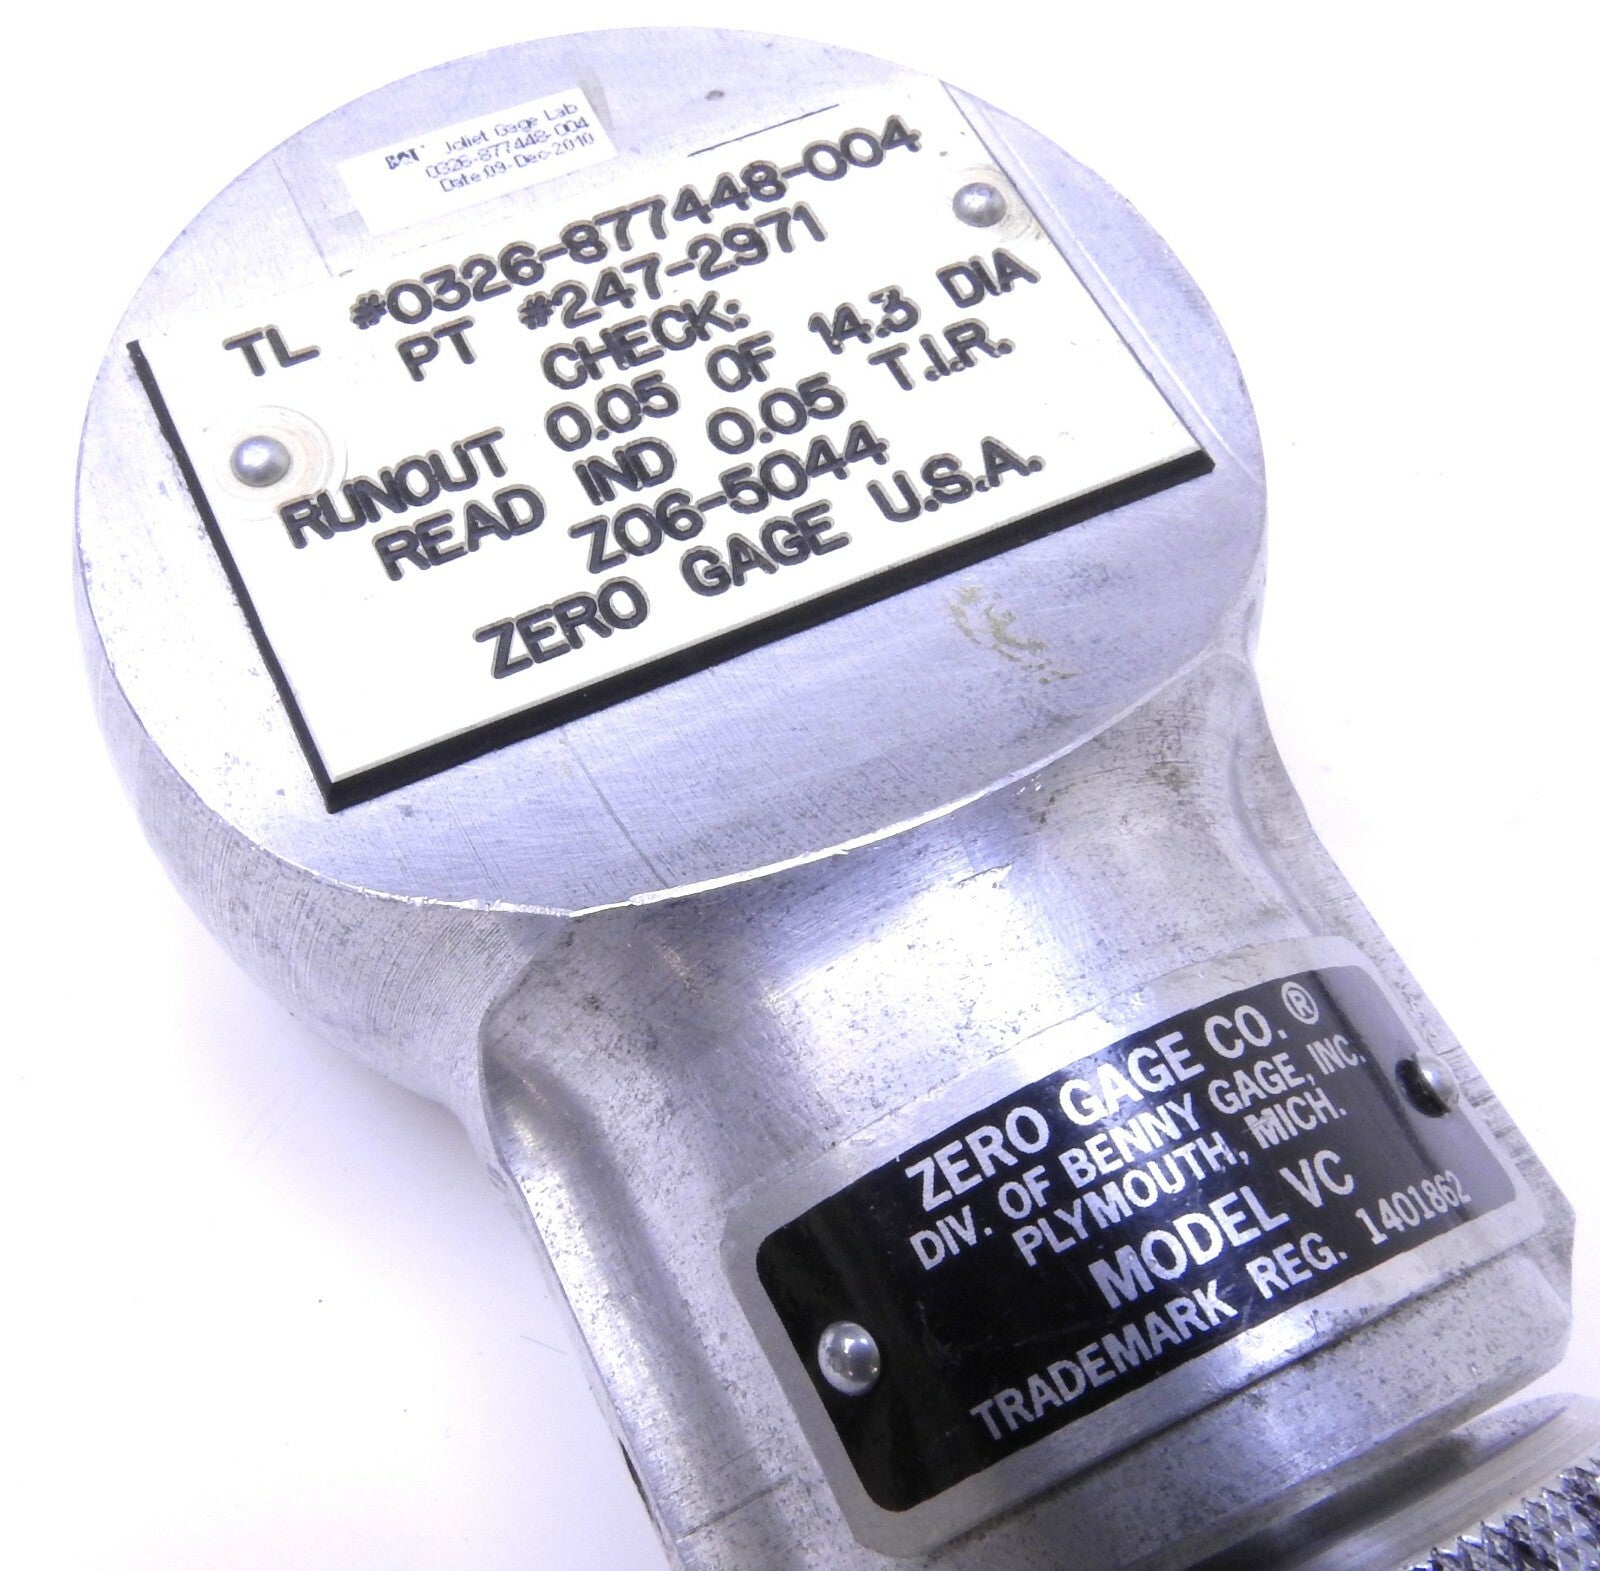 CAT Joliet Gage Lab
0326-877448-004
Date:09-Dec-2010
TL #0326-877448-004
PT #247-2971
CHECK:
RUNOUT 0.05 OF 14.3 DIA
READ IND 0.05 T.I.R.
Z06-5044
ZERO GAGE U.S.A.
ZERO GAGE CO.®
DIV. OF BENNY GAGE, INC.
PLYMOUTH, MICH.
MODEL VC
TRADEMARK REG. 1401862